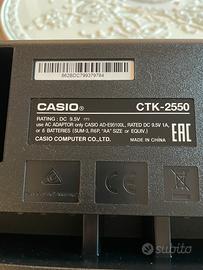 862BDC799379784
CASIO® CTK-2550
RATING : DC 9.5V
use AC ADAPTOR only CASIO AD-E95100L, RATED DC 9.5V 1A,
or 6 BATTERIES (SUM-3, R6P, "AA" SIZE or EQUIV.)
CASIO COMPUTER CO.,LTD. MADE IN CHINA
EAC
CE
subito